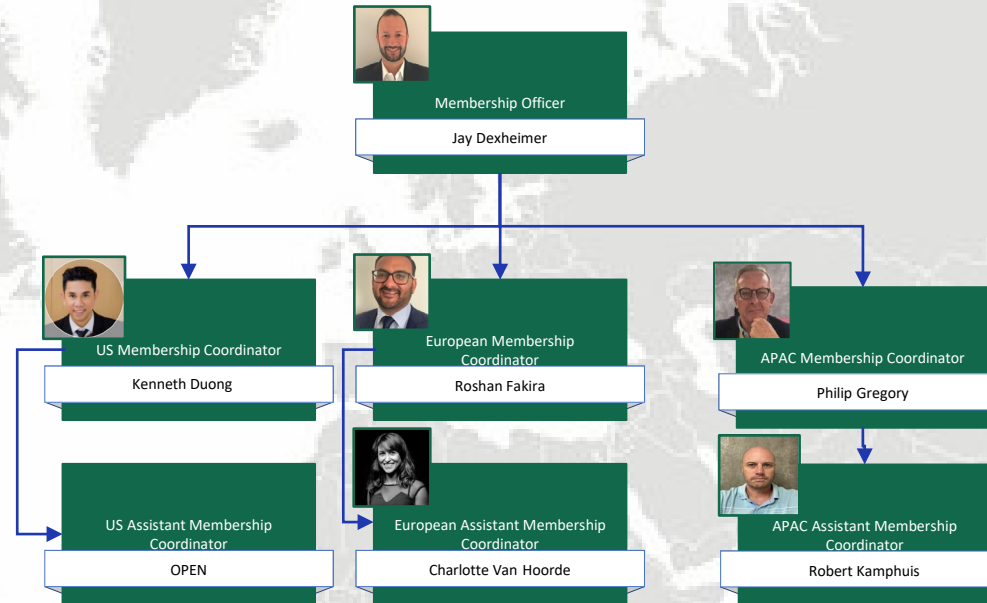 Membership Officer
Jay Dexheimer
US Membership Coordinator
Kenneth Duong
European Membership
Coordinator
Roshan Fakira
APAC Membership Coordinator
Philip Gregory
US Assistant Membership
Coordinator
OPEN
European Assistant Membership
Coordinator
Charlotte Van Hoorde
APAC Assistant Membership
Coordinator
Robert Kamphuis